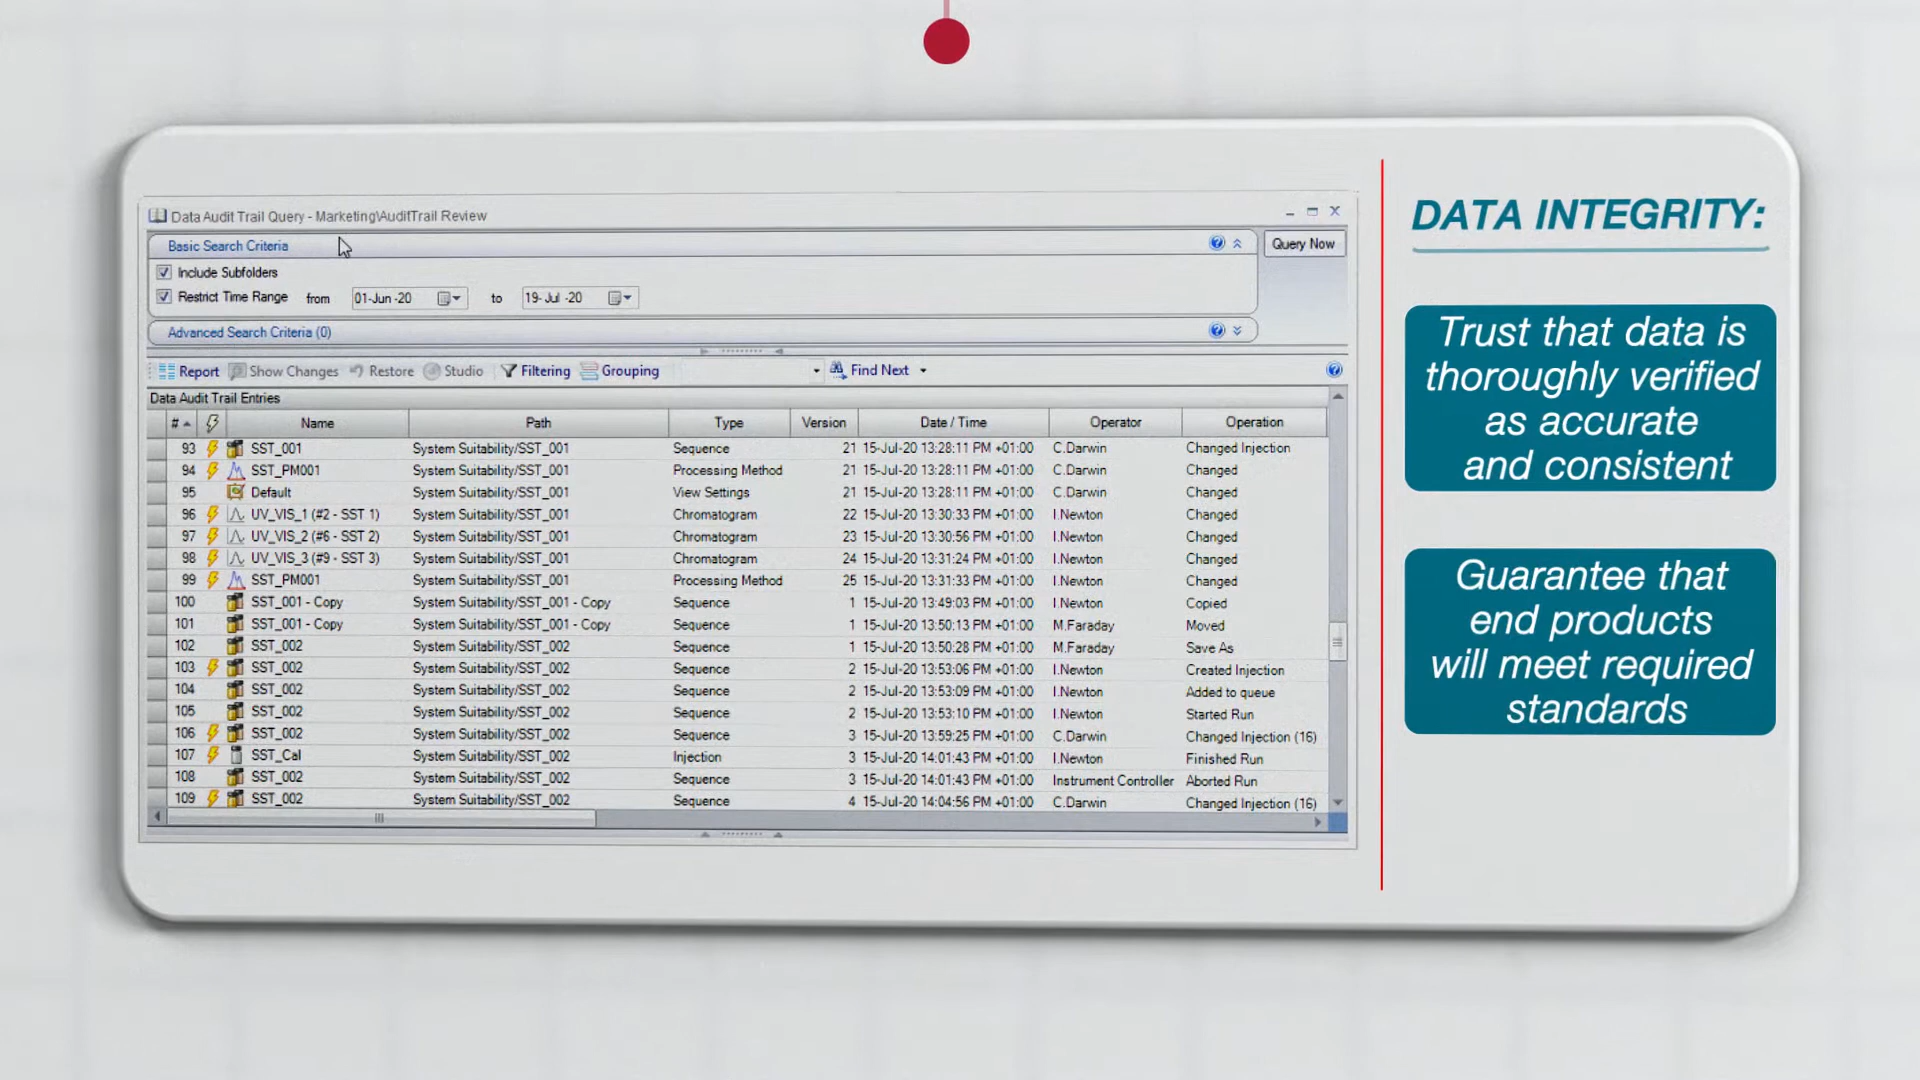 Data Audit Trail Query - Marketing\AuditTrail Review
Basic Search Criteria
Query Now
Include Subfolders
Restrict Time Range from 01-Jun -20 to 19- Jul -20
Advanced Search Criteria (0)
Report Show Changes Restore Studio Filtering Grouping Find Next
Data Audit Trail Entries
# Name Path Type Version Date / Time Operator Operation
93 SST_001 System Suitability/SST_001 Sequence 21 15-Jul-20 13:28:11 PM +01:00 C.Darwin Changed Injection
94 SST_PM001 System Suitability/SST_001 Processing Method 21 15-Jul-20 13:28:11 PM +01:00 C.Darwin Changed
95 Default System Suitability/SST_001 View Settings 21 15-Jul-20 13:28:11 PM +01:00 C.Darwin Changed
96 UV_VIS_1 (#2 - SST 1) System Suitability/SST_001 Chromatogram 22 15-Jul-20 13:30:33 PM +01:00 I.Newton Changed
97 UV_VIS_2 (#6 - SST 2) System Suitability/SST_001 Chromatogram 23 15-Jul-20 13:30:56 PM +01:00 I.Newton Changed
98 UV_VIS_3 (#9 - SST 3) System Suitability/SST_001 Chromatogram 24 15-Jul-20 13:31:24 PM +01:00 I.Newton Changed
99 SST_PM001 System Suitability/SST_001 Processing Method 25 15-Jul-20 13:31:33 PM +01:00 I.Newton Changed
100 SST_001 - Copy System Suitability/SST_001 - Copy Sequence 1 15-Jul-20 13:49:03 PM +01:00 I.Newton Copied
101 SST_001 - Copy System Suitability/SST_001 - Copy Sequence 1 15-Jul-20 13:50:13 PM +01:00 M.Faraday Moved
102 SST_002 System Suitability/SST_002 Sequence 1 15-Jul-20 13:50:28 PM +01:00 M.Faraday Save As
103 SST_002 System Suitability/SST_002 Sequence 2 15-Jul-20 13:53:06 PM +01:00 I.Newton Created Injection
104 SST_002 System Suitability/SST_002 Sequence 2 15-Jul-20 13:53:09 PM +01:00 I.Newton Added to queue
105 SST_002 System Suitability/SST_002 Sequence 2 15-Jul-20 13:53:10 PM +01:00 I.Newton Started Run
106 SST_002 System Suitability/SST_002 Sequence 3 15-Jul-20 13:59:25 PM +01:00 C.Darwin Changed Injection (16)
107 SST_Cal System Suitability/SST_002 Injection 3 15-Jul-20 14:01:43 PM +01:00 I.Newton Finished Run
108 SST_002 System Suitability/SST_002 Sequence 3 15-Jul-20 14:01:43 PM +01:00 Instrument Controller Aborted Run
109 SST_002 System Suitability/SST_002 Sequence 4 15-Jul-20 14:04:56 PM +01:00 C.Darwin Changed Injection (16)
DATA INTEGRITY:
Trust that data is
thoroughly verified
as accurate
and consistent
Guarantee that
end products
will meet required
standards